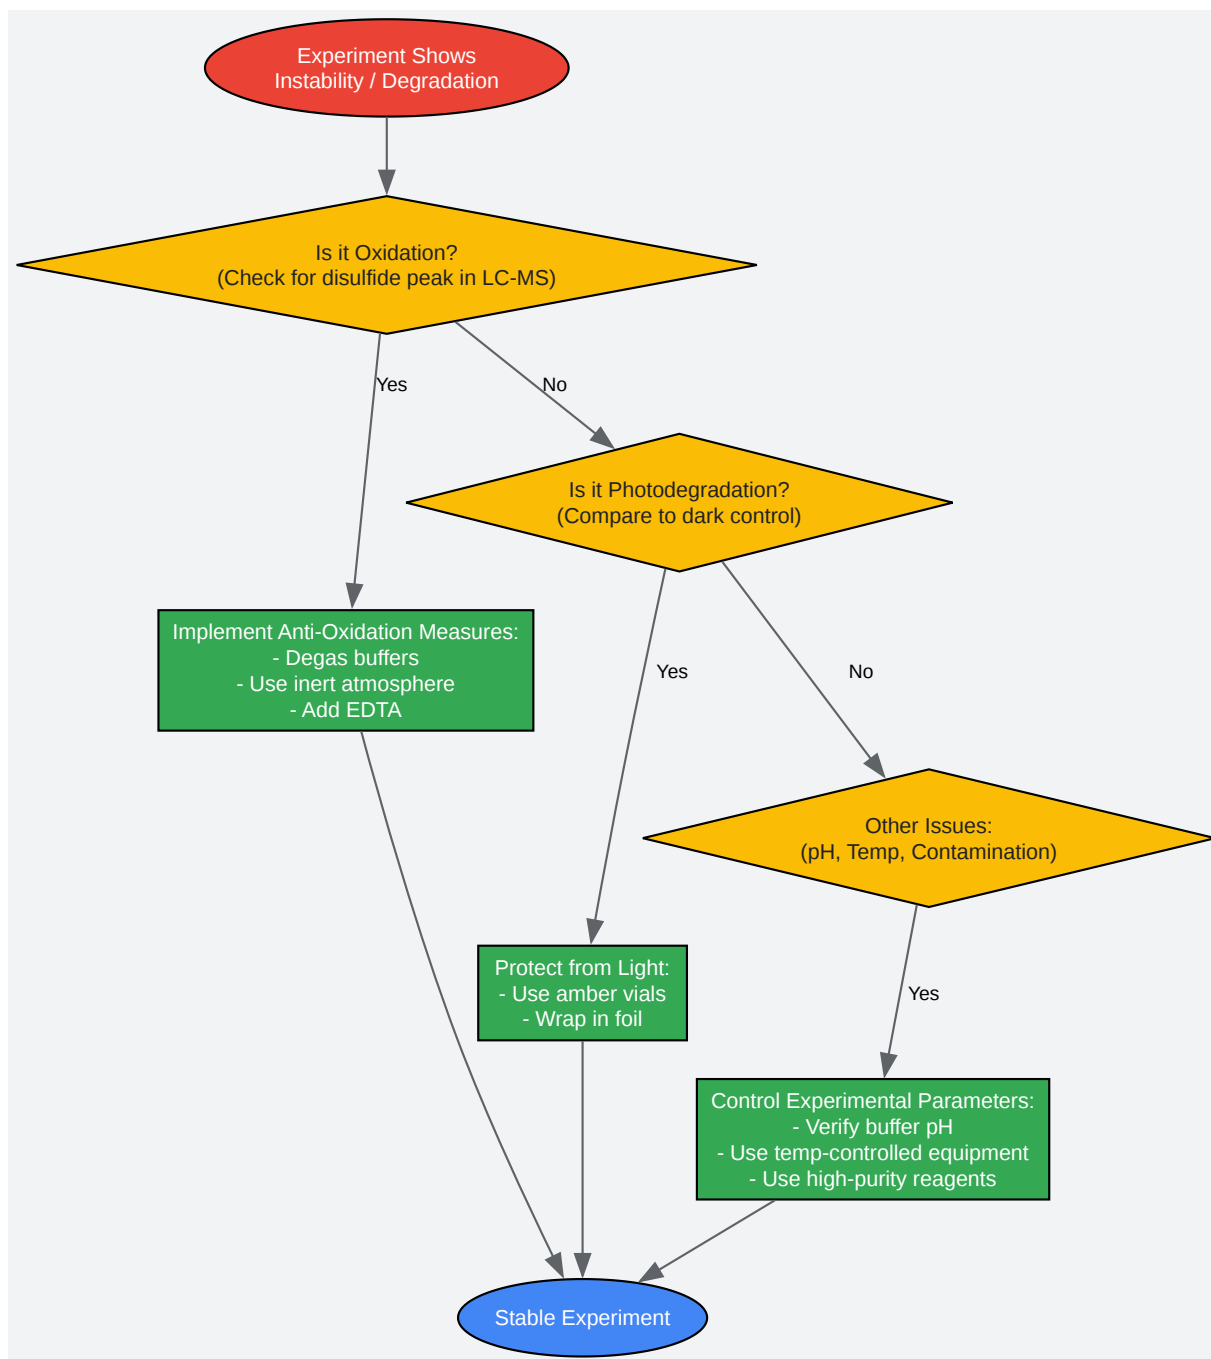 Experiment Shows
Instability / Degradation
Is it Oxidation?
(Check for disulfide peak in LC-MS)
Yes
No
Is it Photodegradation?
(Compare to dark control)
Implement Anti-Oxidation Measures:
- Degas buffers
- Use inert atmosphere
- Add EDTA
Yes
No
Other Issues:
(pH, Temp, Contamination)
Protect from Light:
- Use amber vials
- Wrap in foil
Yes
Control Experimental Parameters:
- Verify buffer pH
- Use temp-controlled equipment
- Use high-purity reagents
Stable Experiment